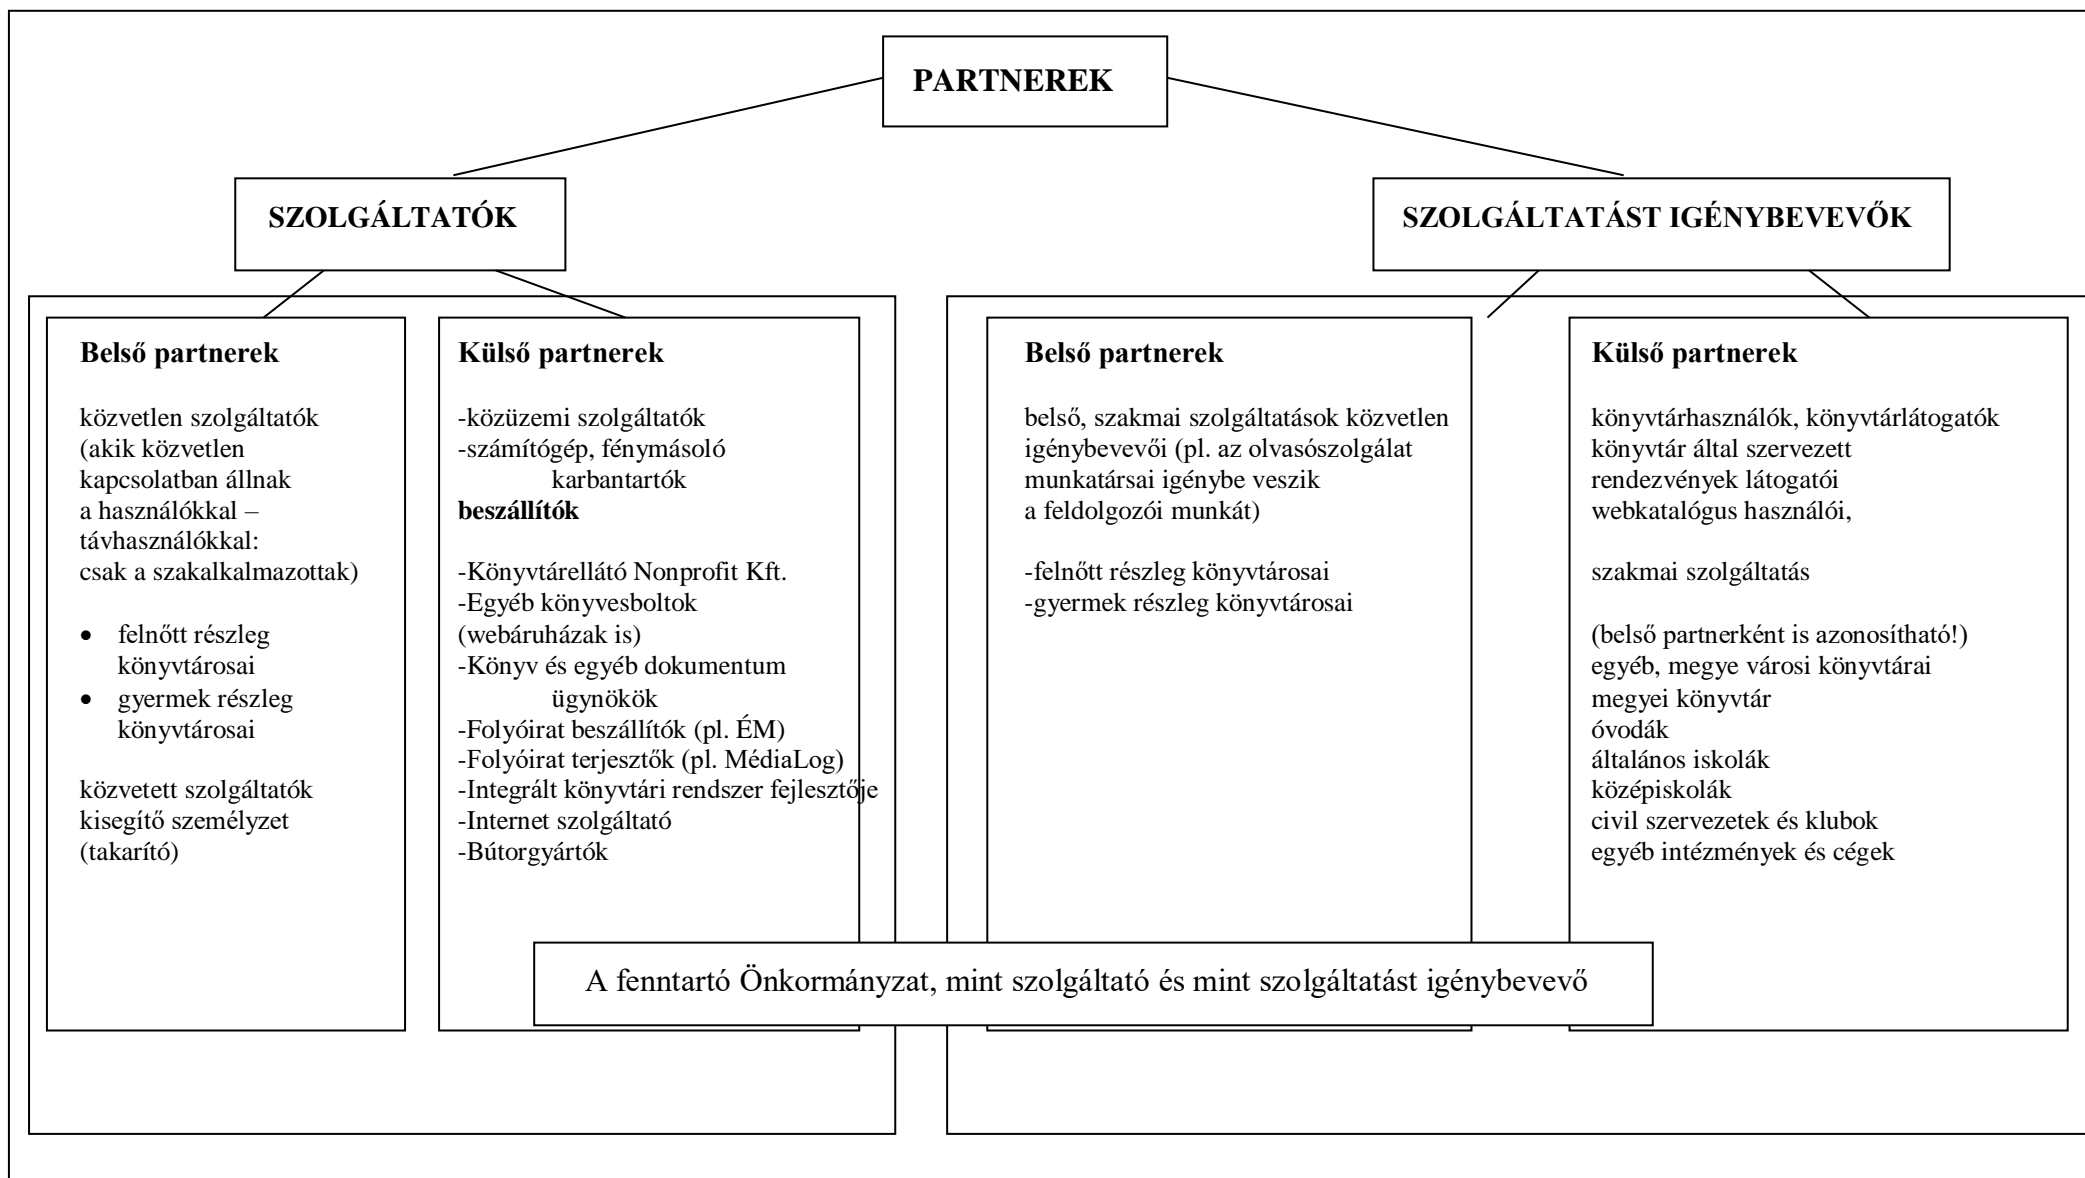 PARTNEREK
SZOLGÁLTATÓK
SZOLGÁLTATÁST IGÉNYBEVEVŐK
Belső partnerek
közvetlen szolgáltatók
(akik közvetlen
kapcsolatban állnak
a használókkal –
távhasználókkal:
csak a szakalkalmazottak)
• felnőtt részleg
könyvtárosai
• gyermek részleg
könyvtárosai
közvetett szolgáltatók
kisegítő személyzet
(takarító)
Külső partnerek
-közüzemi szolgáltatók
-számítógép, fénymásoló
karbantartók
beszállítók
-Könyvtárellátó Nonprofit Kft.
-Egyéb könyvesboltok
(webáruházak is)
-Könyv és egyéb dokumentum
ügynökök
-Folyóirat beszállítók (pl. ÉM)
-Folyóirat terjesztők (pl. MédiaLog)
-Integrált könyvtári rendszer fejlesztője
-Internet szolgáltató
-Bútorgyártók
Belső partnerek
belső, szakmai szolgáltatások közvetlen
igénybevevői (pl. az olvasószolgálat
munkatársai igénybe veszik
a feldolgozói munkát)
-felnőtt részleg könyvtárosai
-gyermek részleg könyvtárosai
Külső partnerek
könyvtárhasználók, könyvtárlátogatók
könyvtár által szervezett
rendezvények látogatói
webkatalógus használói,
szakmai szolgáltatás
(belső partnerként is azonosítható!)
egyéb, megye városi könyvtárai
megyei könyvtár
óvodák
általános iskolák
középiskolák
civil szervezetek és klubok
egyéb intézmények és cégek
A fenntartó Önkormányzat, mint szolgáltató és mint szolgáltatást igénybevevő